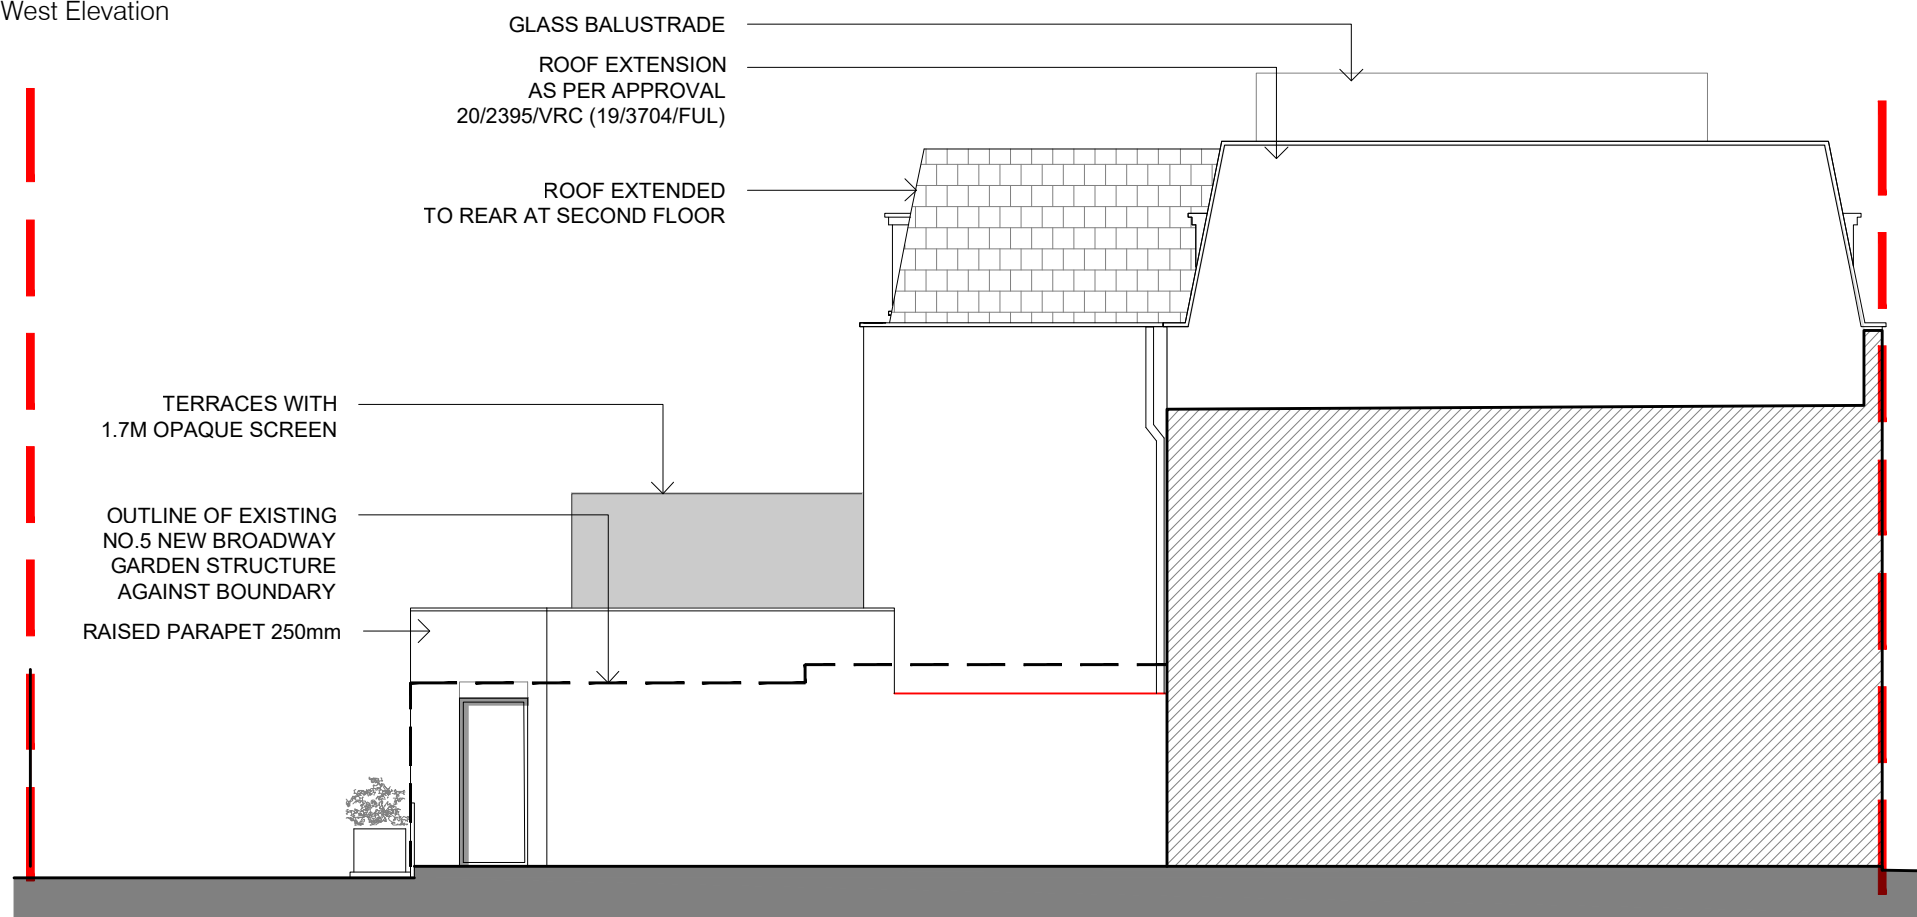 West Elevation
GLASS BALUSTRADE
ROOF EXTENSION
AS PER APPROVAL
20/2395/VRC (19/3704/FUL)
ROOF EXTENDED
TO REAR AT SECOND FLOOR
TERRACES WITH
1.7M OPAQUE SCREEN
OUTLINE OF EXISTING
NO.5 NEW BROADWAY
GARDEN STRUCTURE
AGAINST BOUNDARY
RAISED PARAPET 250mm